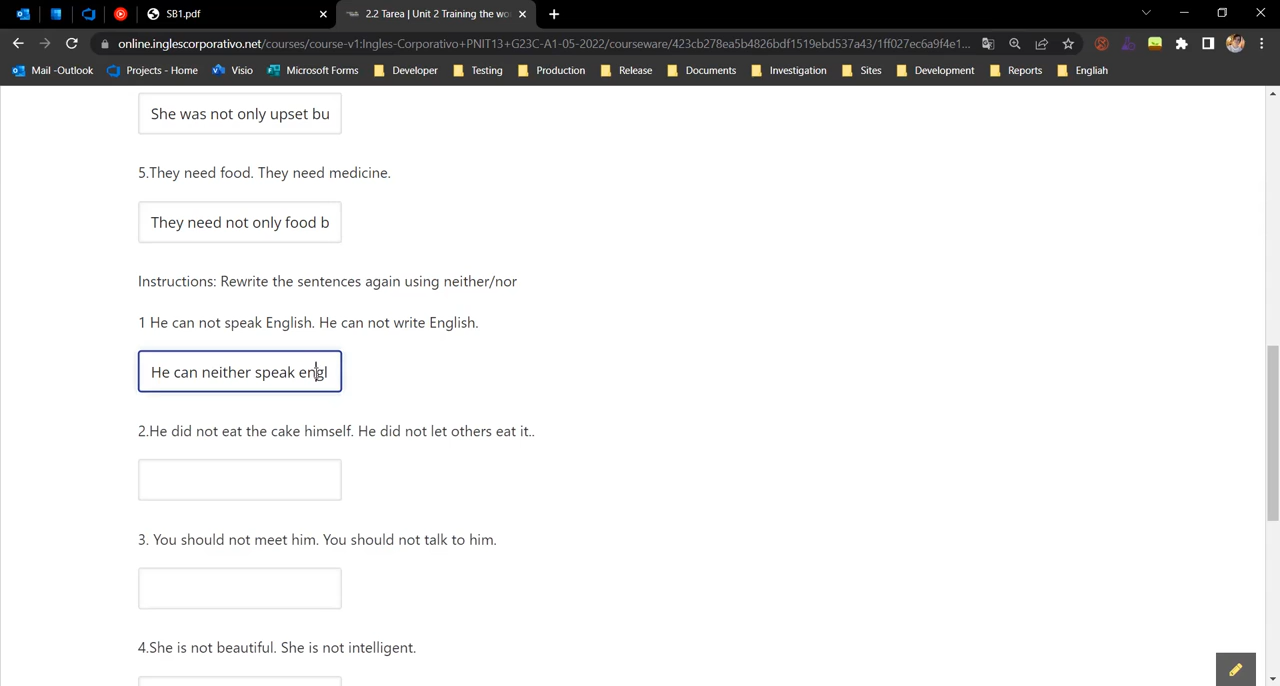 SB1.pdf
2.2 Tarea | Unit 2 Training the wo
online.inglescorporativo.net/courses/course-v1:Ingles-Corporativo+PNIT13+G23C-A1-05-2022/courseware/423cb278ea5b4826bdf1519ebd537a43/1ff027ec6a9f4e1...
Mail -Outlook Projects - Home Visio Microsoft Forms Developer Testing Production Release Documents Investigation Sites Development Reports Engliah
She was not only upset bu
5.They need food. They need medicine.
They need not only food b
Instructions: Rewrite the sentences again using neither/nor
1 He can not speak English. He can not write English.
He can neither speak engl
2.He did not eat the cake himself. He did not let others eat it..
3. You should not meet him. You should not talk to him.
4.She is not beautiful. She is not intelligent.